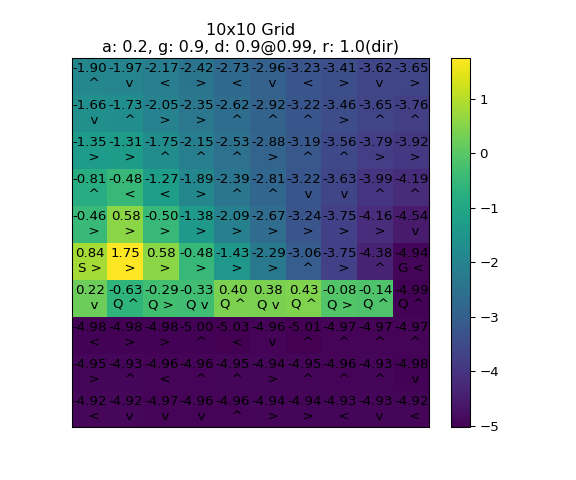 10x10 Grid
a: 0.2, g: 0.9, d: 0.9@0.99, r: 1.0(dir)
-1.90 -1.97 -2.17 -2.42 -2.73 -2.96 -3.23 -3.41 -3.62 -3.65
^ v < < < v < < v >
-1.66 -1.73 -2.05 -2.35 -2.62 -2.92 -3.22 -3.46 -3.65 -3.76
v ^ > > ^ ^ ^ > ^ ^
-1.35 -1.31 -1.75 -2.15 -2.53 -2.88 -3.19 -3.56 -3.79 -3.92
> > ^ ^ ^ > ^ ^ > >
-0.81 -0.48 -1.27 -1.89 -2.39 -2.81 -3.22 -3.63 -3.99 -4.19
^ < < > ^ ^ v v ^ ^
-0.46 0.58 -0.50 -1.38 -2.09 -2.67 -3.24 -3.75 -4.16 -4.54
> > > > > > > > > v
0.84 1.75 0.58 -0.48 -1.43 -2.29 -3.06 -3.75 -4.38 -4.94
S > > > > > > ^ > ^ G <
0.22 -0.63 -0.29 -0.33 0.40 0.38 0.43 -0.08 -0.14 -4.99
v Q ^ Q > Q v Q ^ Q v Q ^ Q > Q ^ Q ^
-4.98 -4.98 -4.98 -5.00 -5.03 -4.96 -5.01 -4.97 -4.97 -4.97
< > > ^ < v ^ ^ ^ ^
-4.95 -4.93 -4.96 -4.96 -4.95 -4.94 -4.95 -4.96 -4.93 -4.98
> ^ < ^ ^ > ^ ^ ^ v
-4.92 -4.92 -4.97 -4.96 -4.96 -4.94 -4.94 -4.93 -4.93 -4.92
< v v v ^ > > < v <
1
0
−1
−2
−3
−4
−5